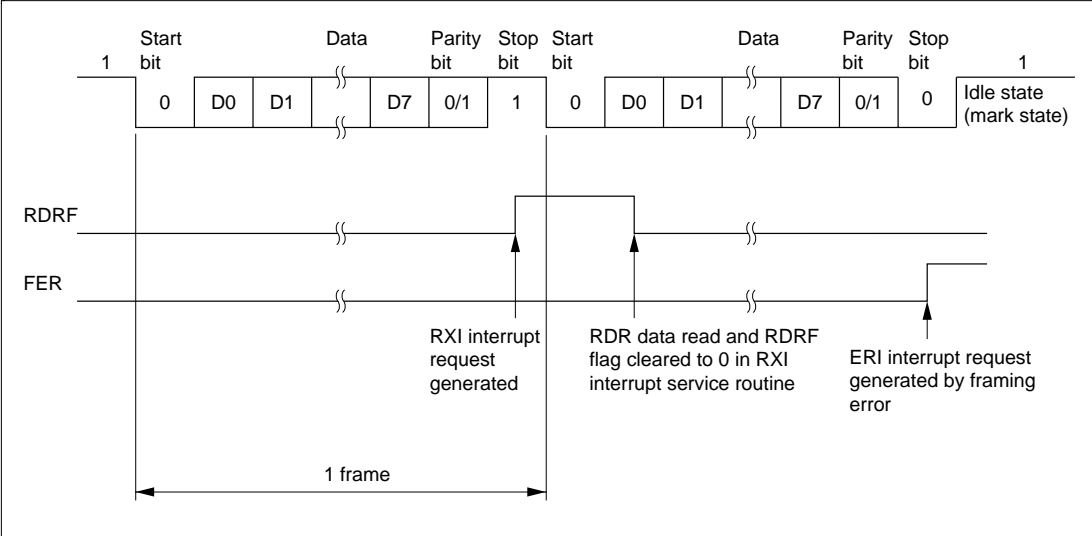 Start bit
Data
Parity bit
Stop bit
Start bit
Data
Parity bit
Stop bit
1
1
0
D0
D1
D7
0/1
1
0
D0
D1
D7
0/1
0
Idle state
(mark state)
RDRF
FER
RXI interrupt
request
generated
RDR data read and RDRF
flag cleared to 0 in RXI
interrupt service routine
ERI interrupt request
generated by framing
error
1 frame